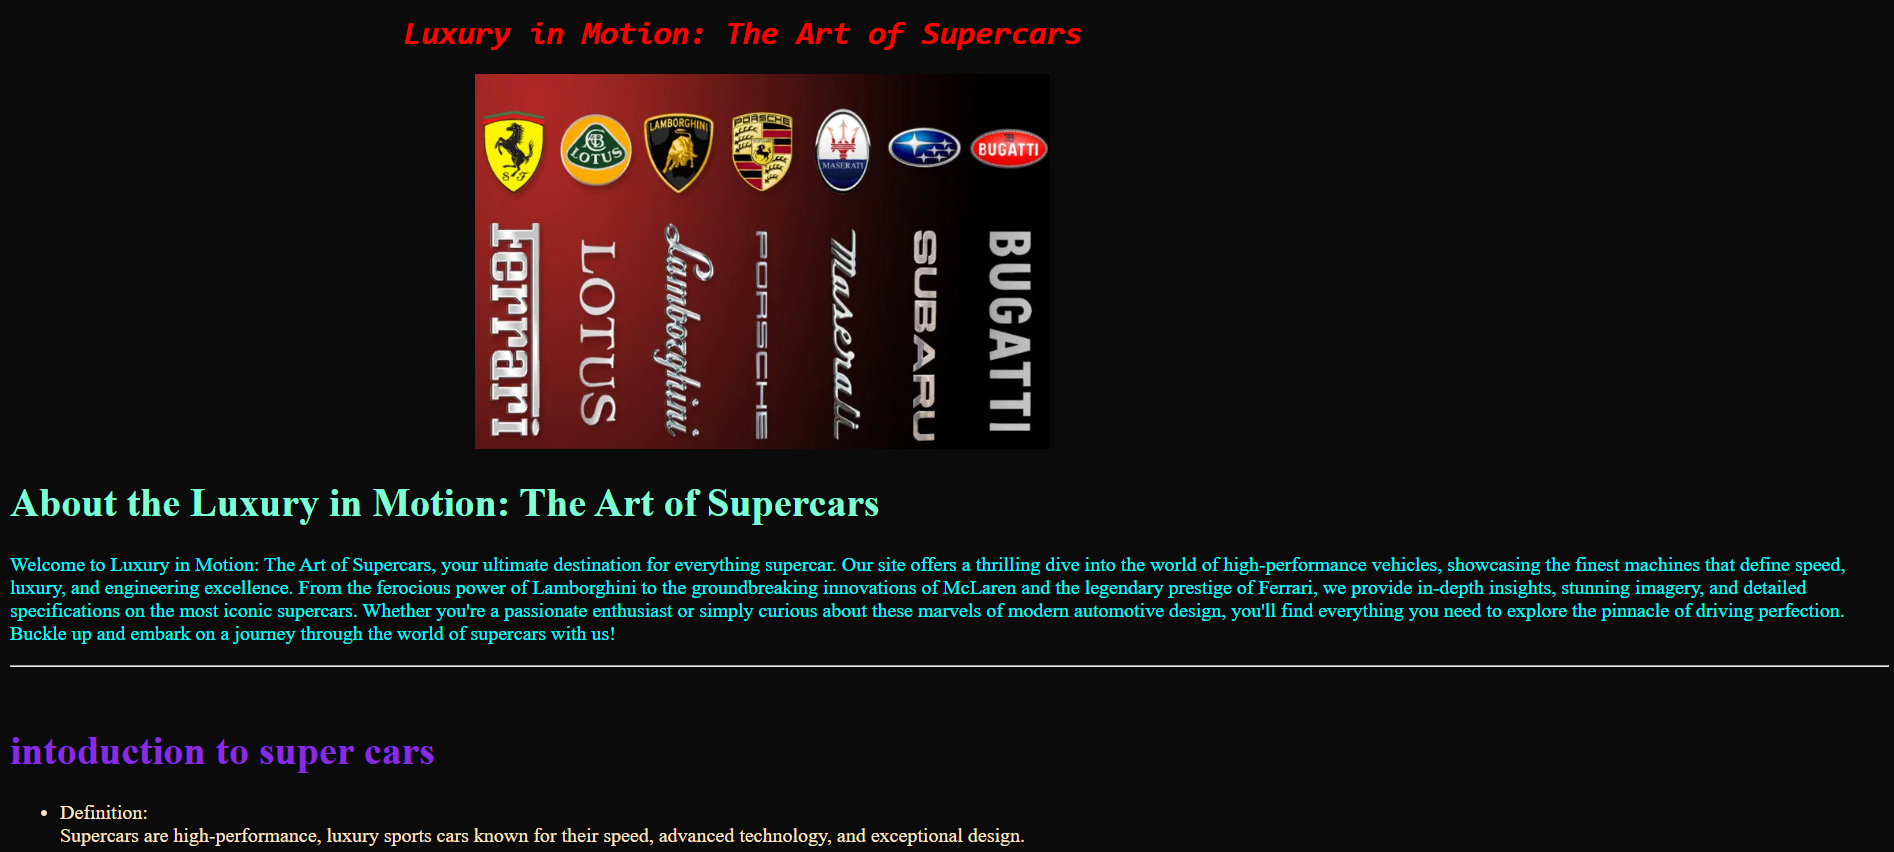 Luxury in Motion: The Art of Supercars
S F
LOTUS
LAMBORGHINI
PORSCHE
MASERATI
BUGATTI
Ferrari
LOTUS
Lamborghini
PORSCHE
Maserati
SUBARU
BUGATTI
About the Luxury in Motion: The Art of Supercars
Welcome to Luxury in Motion: The Art of Supercars, your ultimate destination for everything supercar. Our site offers a thrilling dive into the world of high-performance vehicles, showcasing the finest machines that define speed,
luxury, and engineering excellence. From the ferocious power of Lamborghini to the groundbreaking innovations of McLaren and the legendary prestige of Ferrari, we provide in-depth insights, stunning imagery, and detailed
specifications on the most iconic supercars. Whether you're a passionate enthusiast or simply curious about these marvels of modern automotive design, you'll find everything you need to explore the pinnacle of driving perfection.
Buckle up and embark on a journey through the world of supercars with us!
intoduction to super cars
• Definition:
Supercars are high-performance, luxury sports cars known for their speed, advanced technology, and exceptional design.